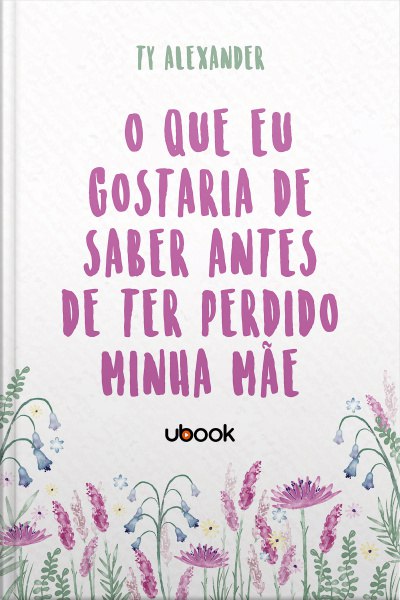 TY ALEXANDER
O QUE EU
GOSTARIA DE
SABER ANTES
DE TER PERDIDO
MINHA MÃE
ubook